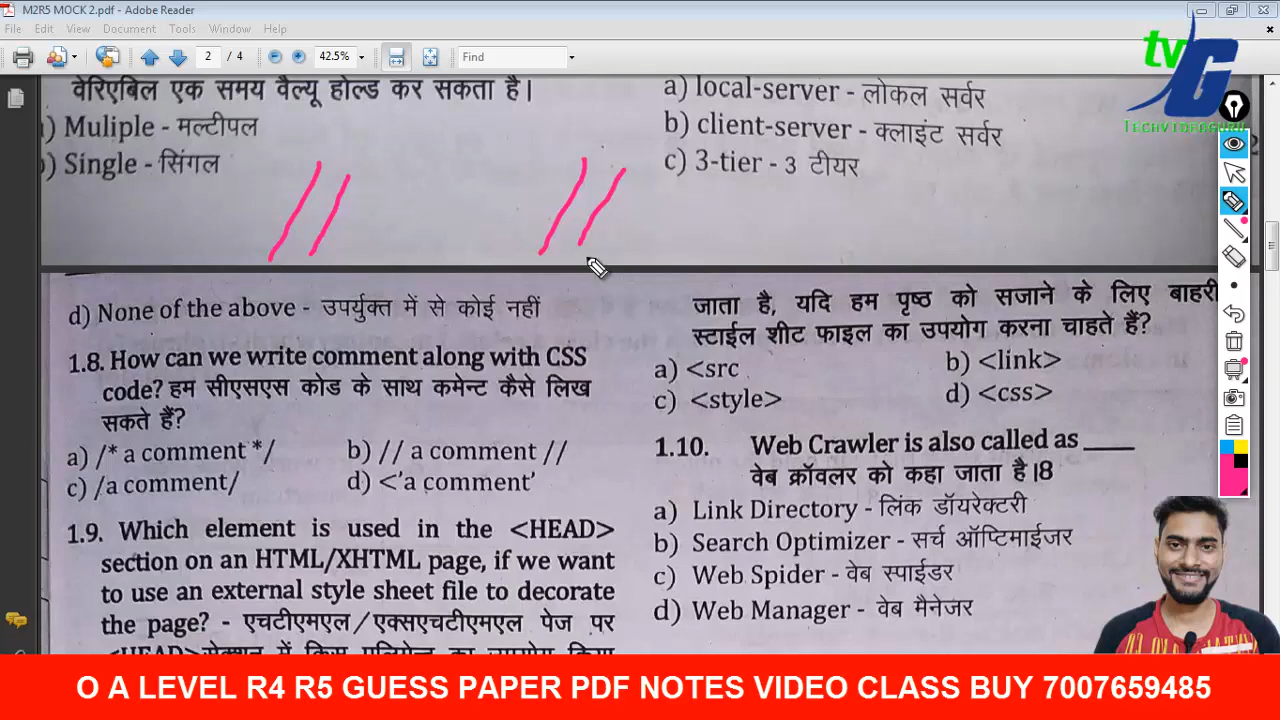 M2R5 MOCK 2.pdf - Adobe Reader
File Edit View Document Tools Window Help
2 / 4 42.5% Find
tv
G
TECHVIDEOGURU
वेरिएबिल एक समय वैल्यू होल्ड कर सकता है।
) Muliple - मल्टीपल
) Single - सिंगल
a) local-server - लोकल सर्वर
b) client-server - क्लाइंट सर्वर
c) 3-tier - 3 टीयर
2
d) None of the above - उपर्युक्त में से कोई नहीं
1.8. How can we write comment along with CSS
code? हम सीएसएस कोड के साथ कमेन्ट कैसे लिख
सकते हैं?
a) /* a comment */ b) // a comment //
c) /a comment/ d) <'a comment'
1.9. Which element is used in the <HEAD>
section on an HTML/XHTML page, if we want
to use an external style sheet file to decorate
the page? - एचटीएमएल/एक्सएचटीएमएल पेज पर
<HEAD>सेक्शन में किस एलिमेन्ट का उपयोग किया
जाता है, यदि हम पृष्ठ को सजाने के लिए बाहरी
स्टाईल शीट फाइल का उपयोग करना चाहते हैं?
a) <src b) <link>
c) <style> d) <css>
1.10. Web Crawler is also called as ____
वेब क्रॉवलर को कहा जाता है।8
a) Link Directory - लिंक डॉयरेक्टरी
b) Search Optimizer - सर्च ऑप्टिमाईजर
c) Web Spider - वेब स्पाईडर
d) Web Manager - वेब मैनेजर
O A LEVEL R4 R5 GUESS PAPER PDF NOTES VIDEO CLASS BUY 7007659485